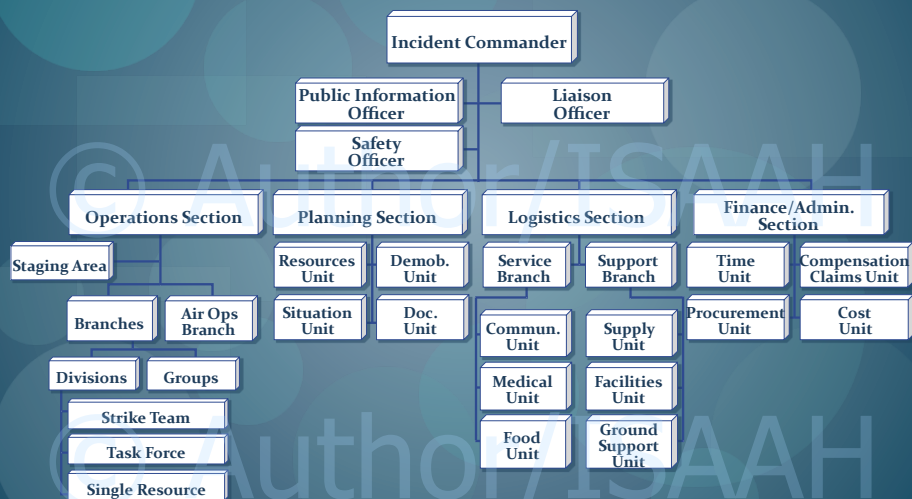 Incident Commander
Public Information
Officer
Liaison
Officer
Safety
Officer
© Author/ISAAH
Operations Section
Planning Section
Logistics Section
Finance/Admin.
Section
Staging Area
Resources
Unit
Demob.
Unit
Service
Branch
Support
Branch
Time
Unit
Compensation
Claims Unit
Branches
Air Ops
Branch
Situation
Unit
Doc.
Unit
Commun.
Unit
Supply
Unit
Procurement
Unit
Cost
Unit
Divisions
Groups
Medical
Unit
Facilities
Unit
Strike Team
Task Force
Single Resource
Food
Unit
Ground
Support
Unit
© Author/ISAAH